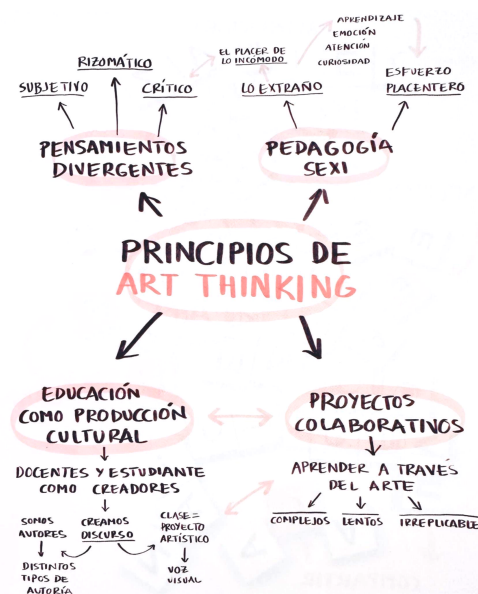 APRENDIZAJE
EMOCIÓN
ATENCIÓN
CURIOSIDAD
EL PLACER DE
LO INCÓMODO
RIZOMÁTICO
SUBJETIVO
CRÍTICO
LO EXTRAÑO
ESFUERZO
PLACENTERO
PENSAMIENTOS
DIVERGENTES
PEDAGOGÍA
SEXI
PRINCIPIOS DE
ART THINKING
EDUCACIÓN
COMO PRODUCCIÓN
CULTURAL
PROYECTOS
COLABORATIVOS
DOCENTES Y ESTUDIANTE
COMO CREADORES
APRENDER A TRAVÉS
DEL ARTE
SOMOS
AUTORES
CREAMOS
DISCURSO
CLASE =
PROYECTO
ARTÍSTICO
COMPLEJOS
LENTOS
IRREPLICABLE
DISTINTOS
TIPOS DE
AUTORÍA
VOZ
VISUAL